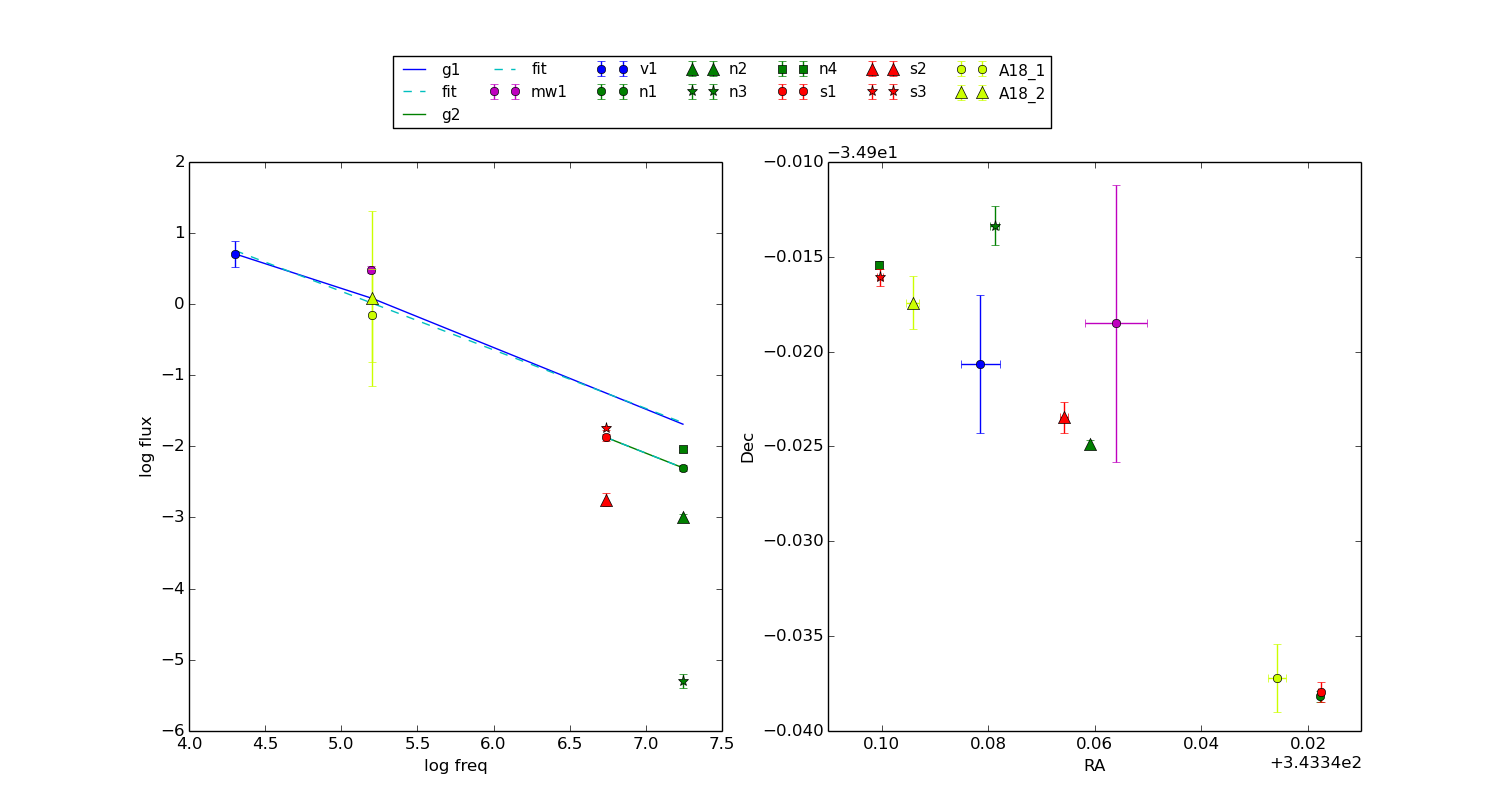 g1 fit v1 n2 n4 s2 A18_1
fit mw1 n1 n3 s1 s3 A18_2
g2
−3.49e1
2
1
0
−1
−2
−3
−4
−5
−6
log flux
4.0 4.5 5.0 5.5 6.0 6.5 7.0 7.5
log freq
−0.010
−0.015
−0.020
−0.025
−0.030
−0.035
−0.040
Dec
0.10 0.08 0.06 0.04 0.02
+3.4334e2
RA